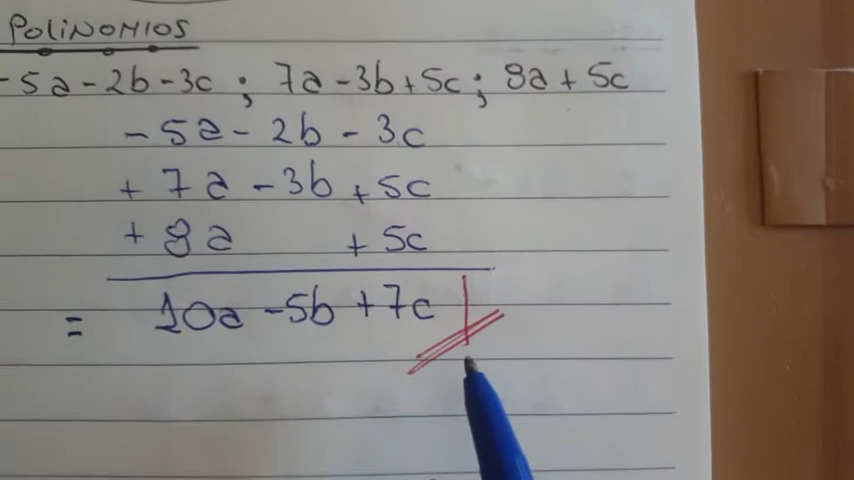 POLINOMIOS
-5a-2b-3c ; 7a-3b+5c; 8a+5c
-5a-2b-3c
+7a-3b+5c
+8a +5c
= 10a-5b+7c